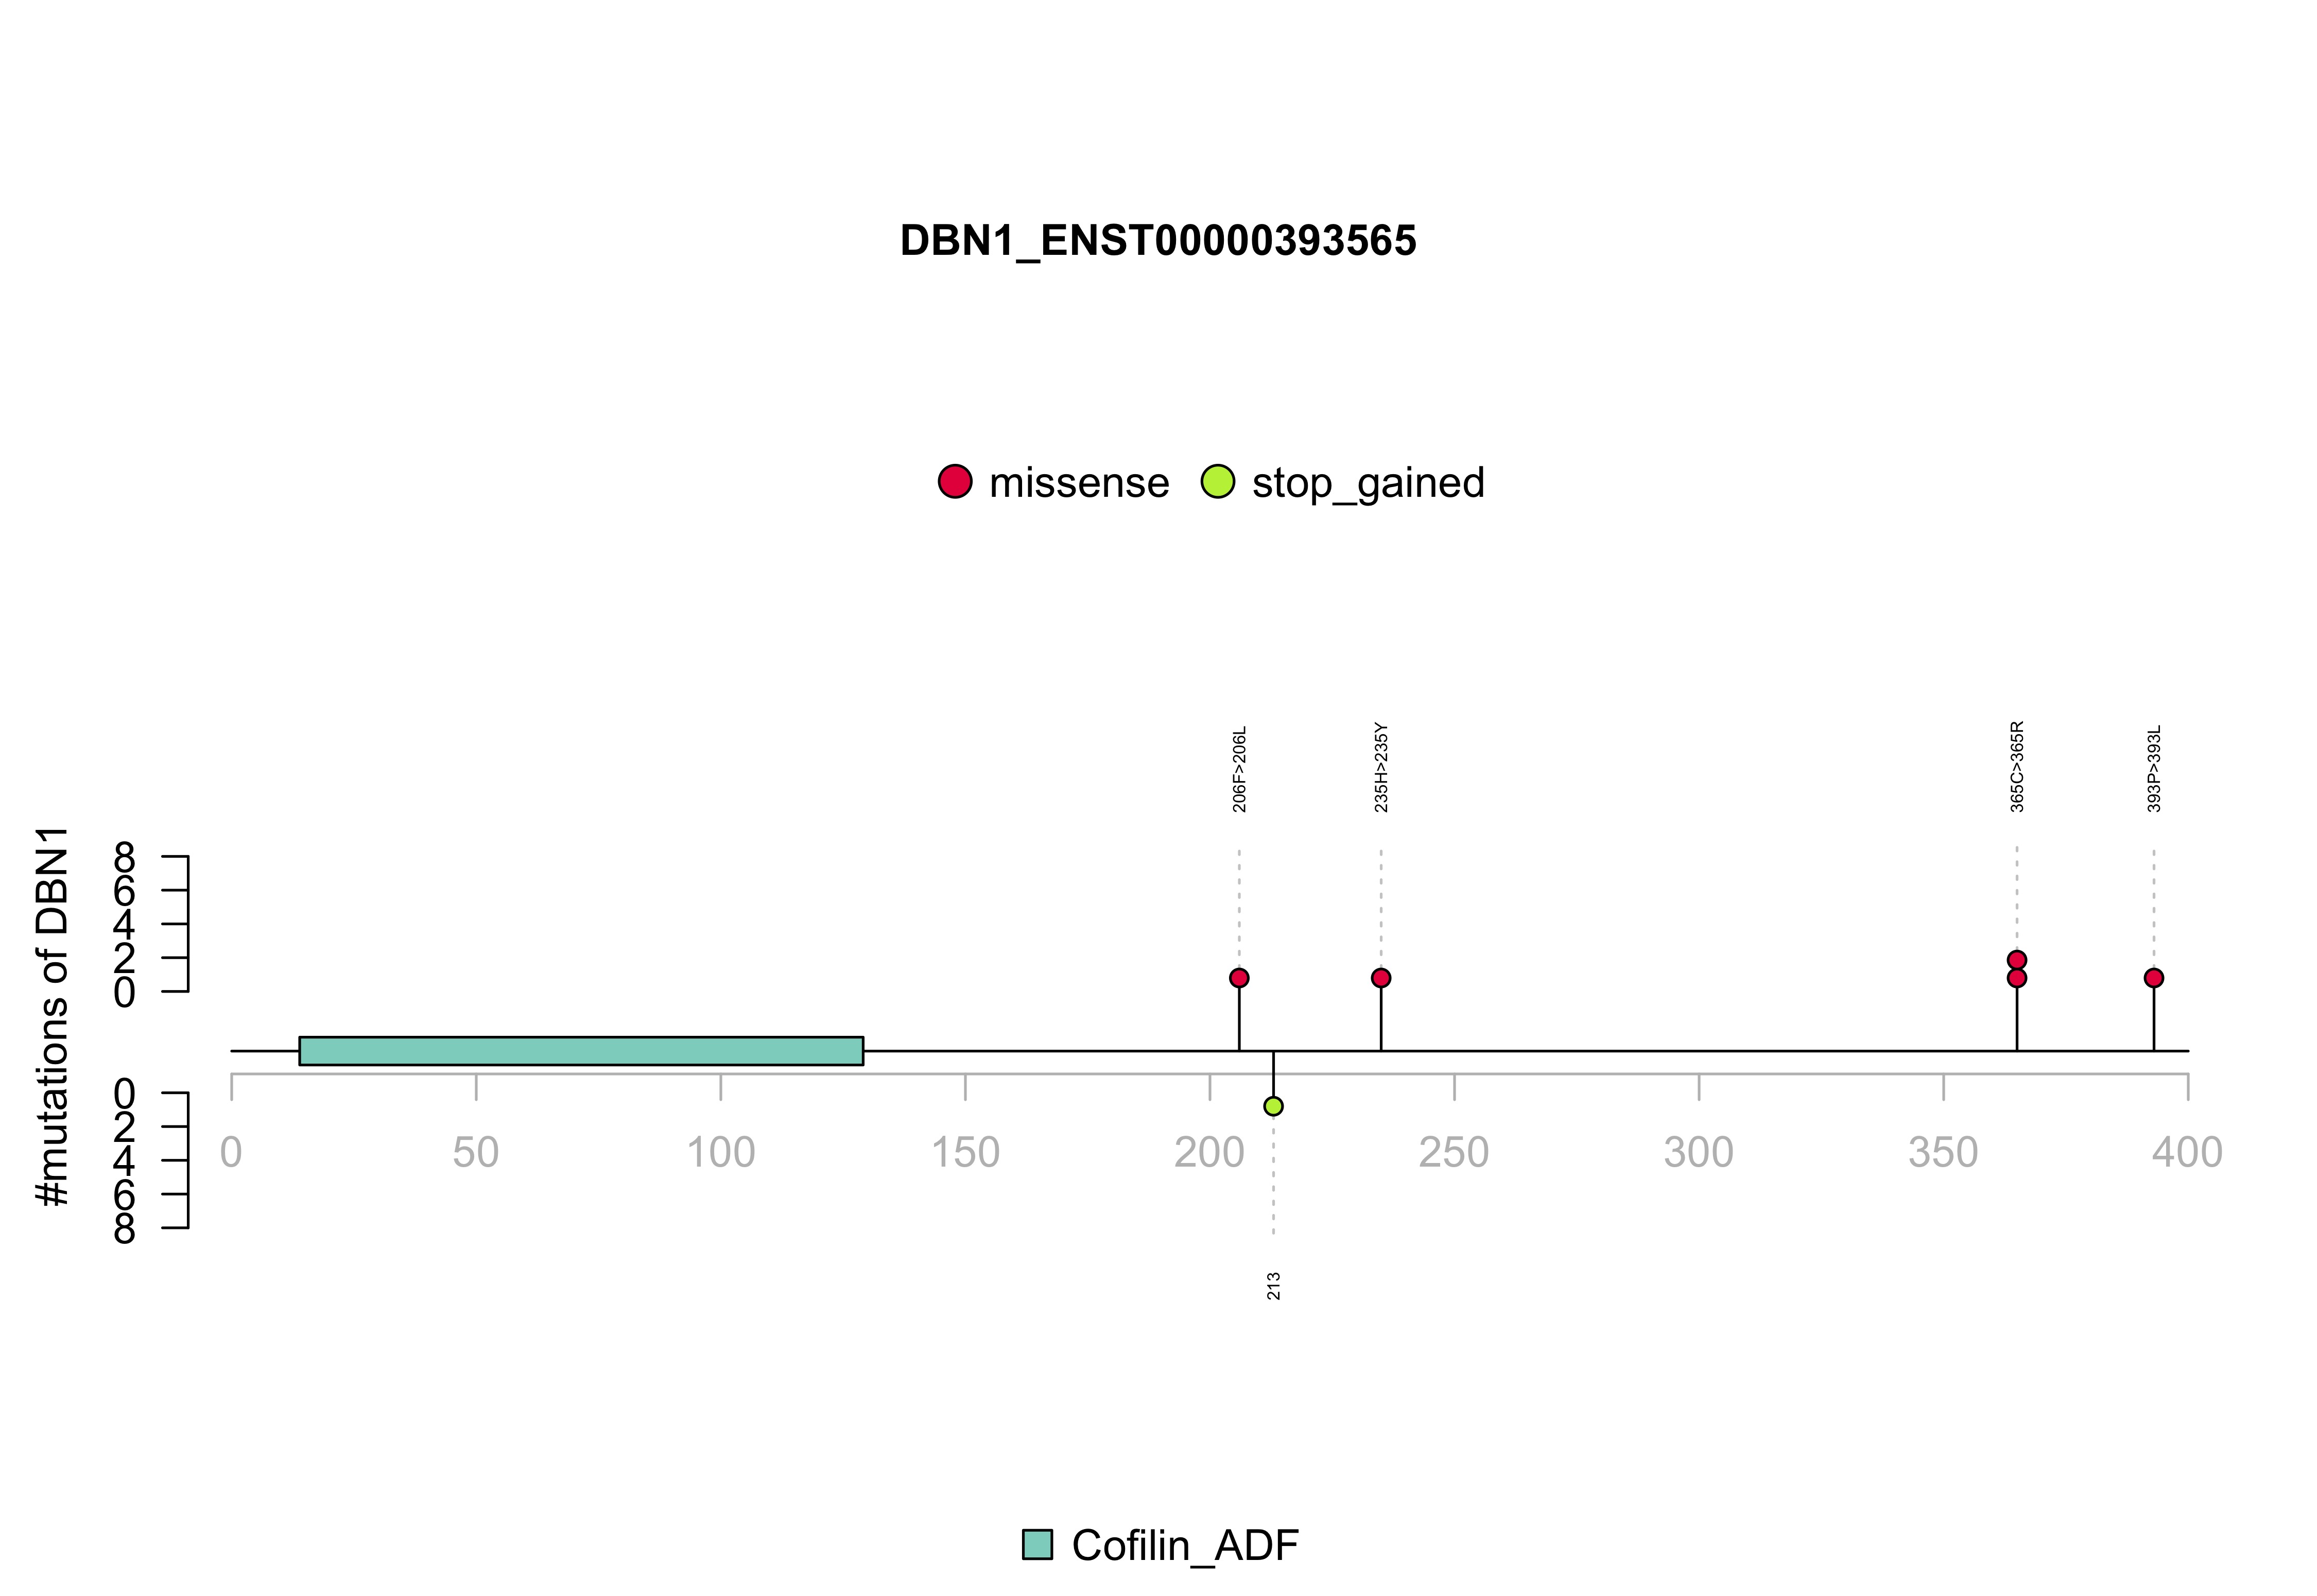 DBN1_ENST00000393565
missense
stop_gained
206F>206L
235H>235Y
365C>365R
393P>393L
#mutations of DBN1
8
6
4
2
0
0
2
4
6
8
0 50 100 150 200 250 300 350 400
213
Cofilin_ADF